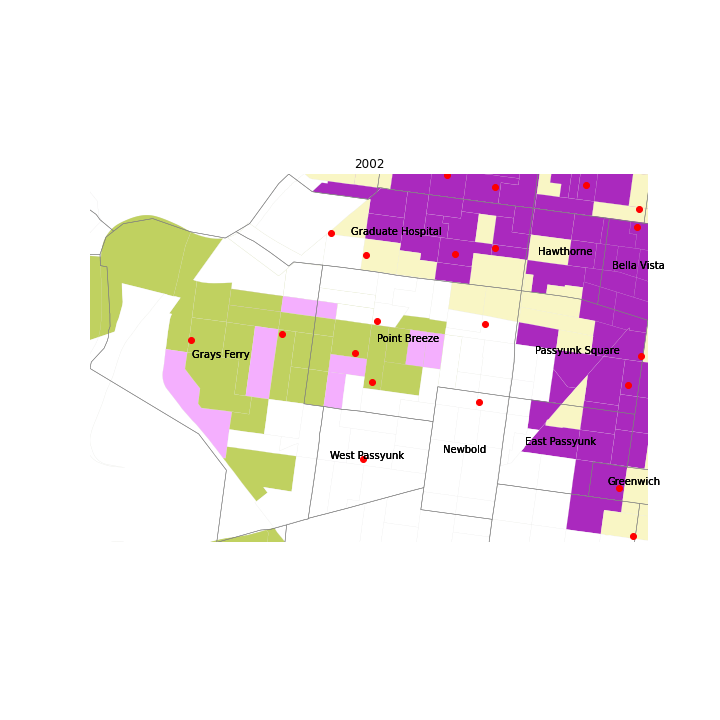 2002
Graduate Hospital
Hawthorne
Bella Vista
Point Breeze
Passyunk Square
Grays Ferry
East Passyunk
Newbold
West Passyunk
Greenwich